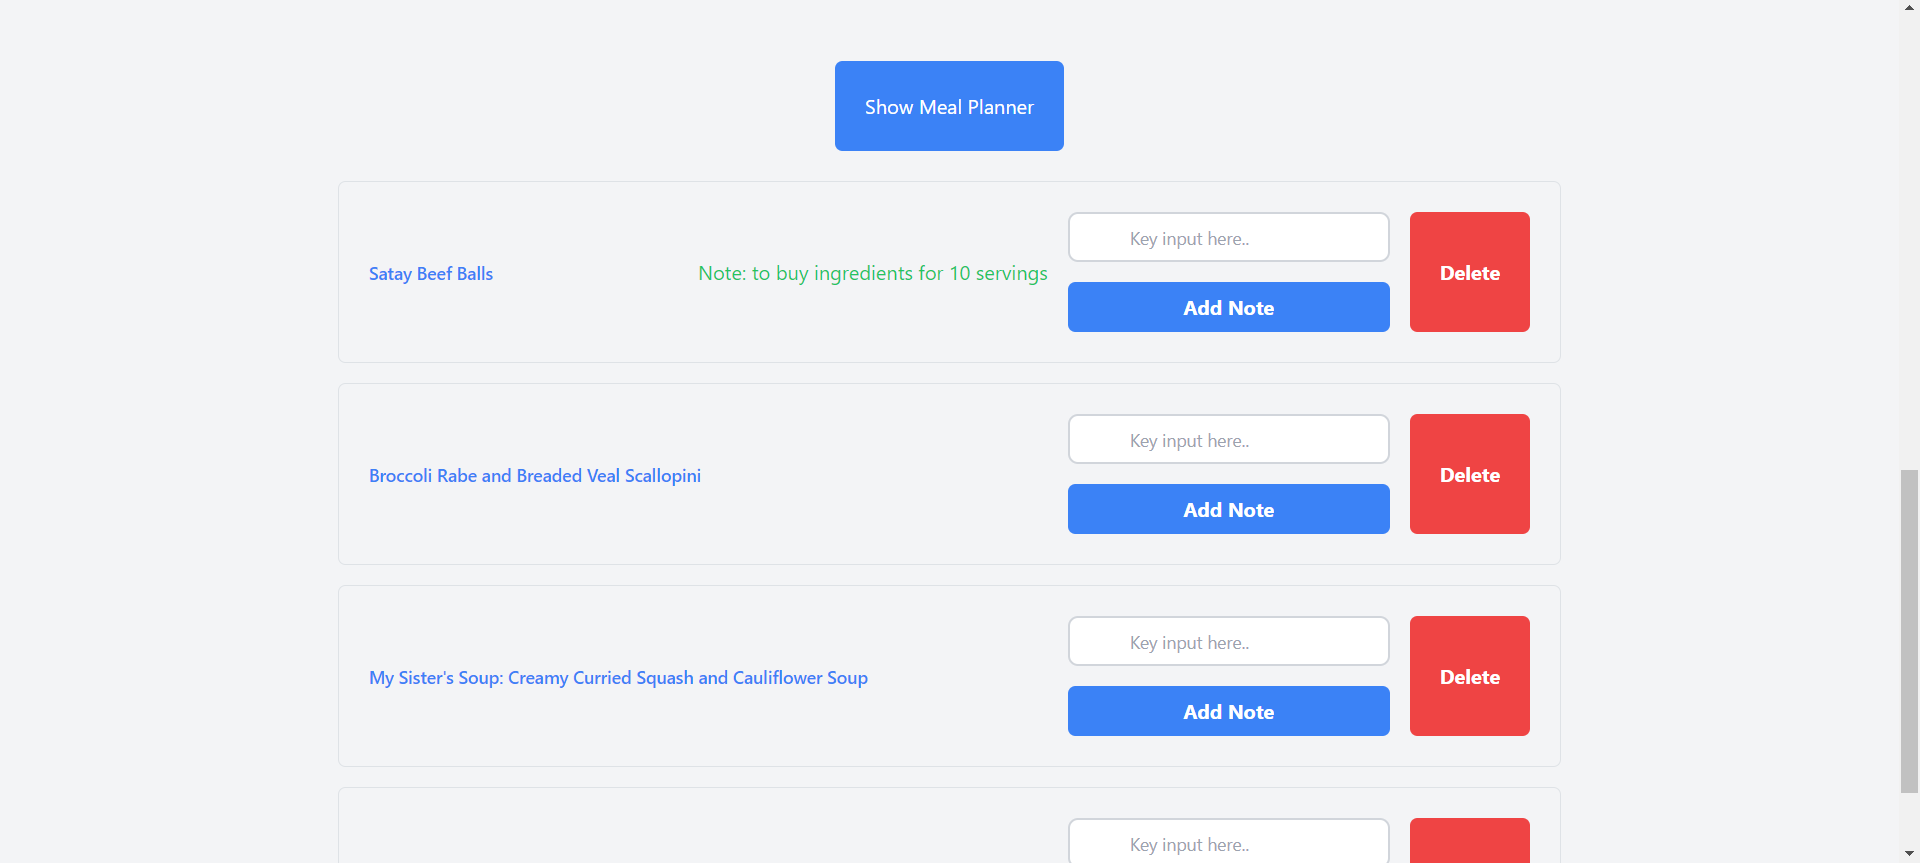 Show Meal Planner
Satay Beef Balls
Note: to buy ingredients for 10 servings
Key input here..
Add Note
Delete
Broccoli Rabe and Breaded Veal Scallopini
Key input here..
Add Note
Delete
My Sister's Soup: Creamy Curried Squash and Cauliflower Soup
Key input here..
Add Note
Delete
Key input here..